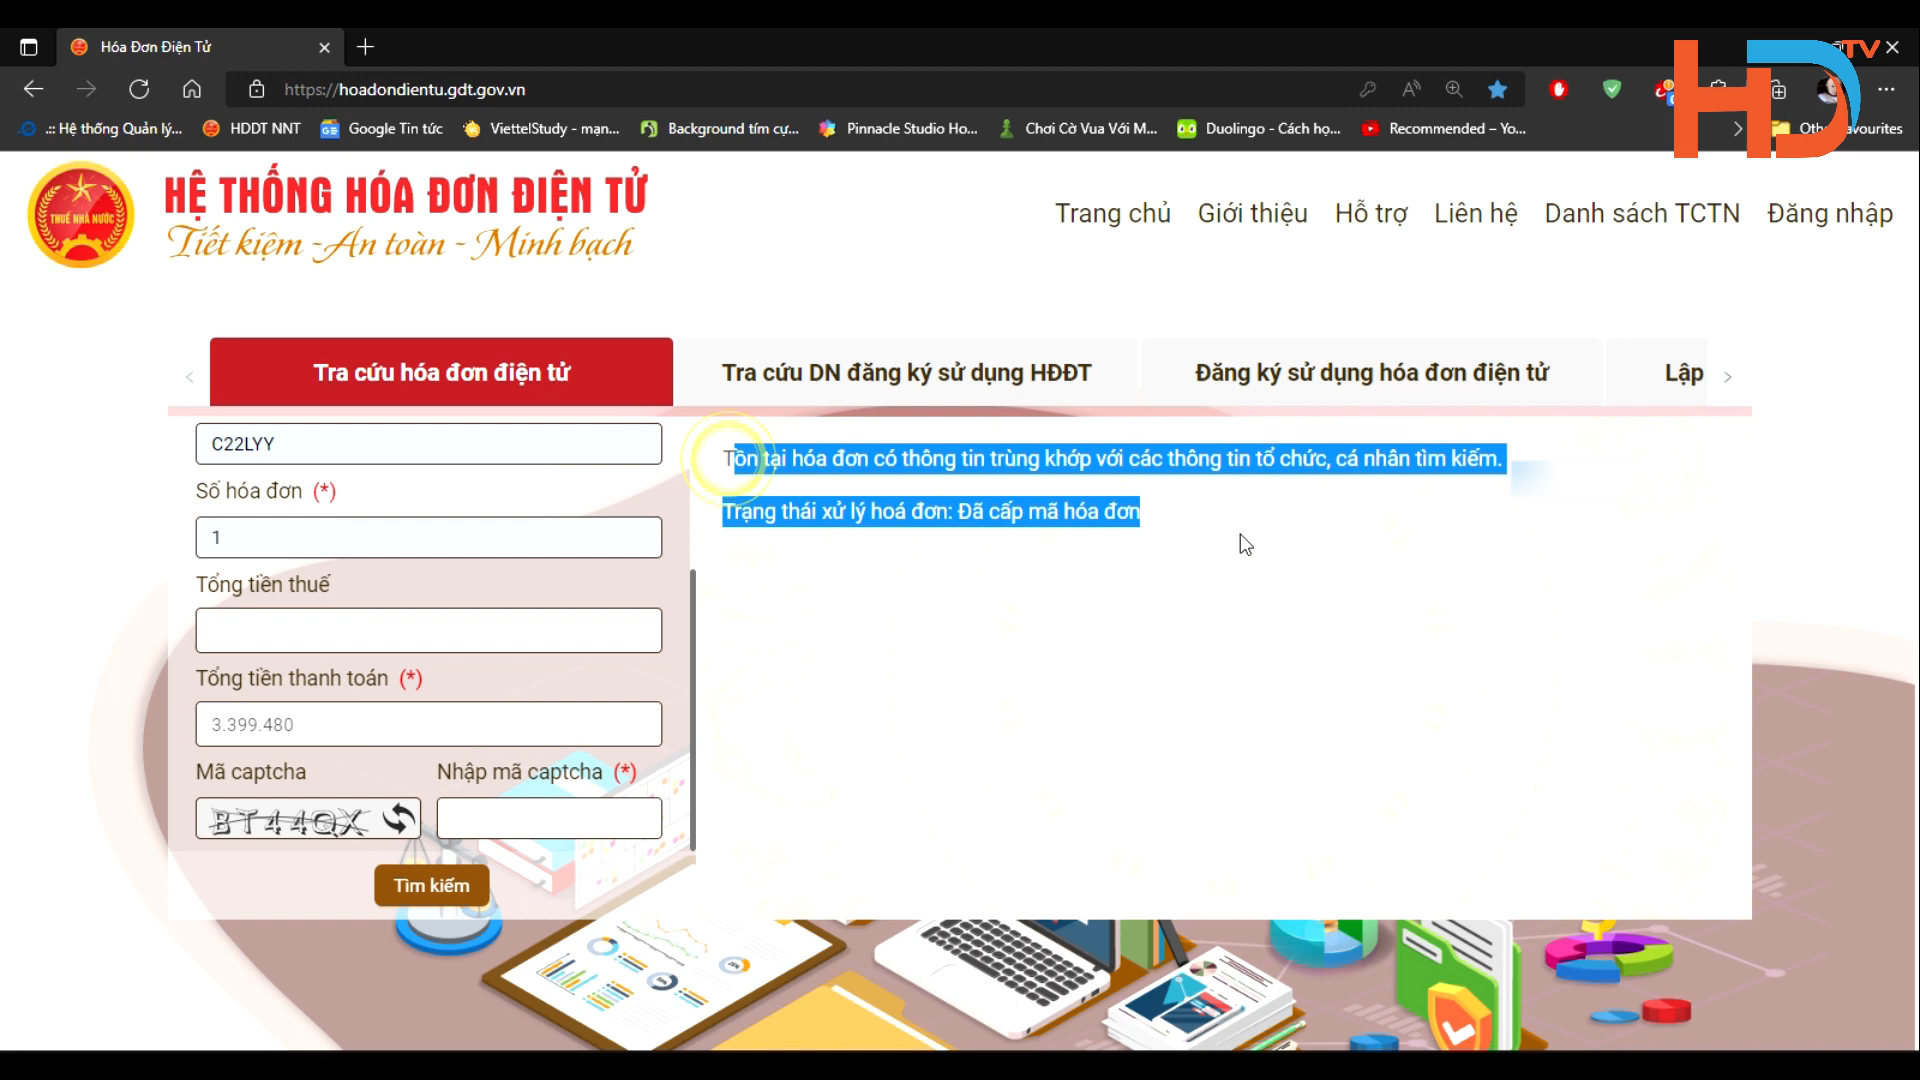 Hóa Đơn Điện Tử
TV
https://hoadondientu.gdt.gov.vn
.:: Hệ thống Quản lý...
HDDT NNT
Google Tin tức
ViettelStudy - mạn...
Background tím cự...
Pinnacle Studio Ho...
Chơi Cờ Vua Với M...
Duolingo - Cách họ...
Recommended – Yo...
HD
THUẾ NHÀ NƯỚC
HỆ THỐNG HÓA ĐƠN ĐIỆN TỬ
Tiết kiệm -An toàn - Minh bạch
Trang chủ
Giới thiệu
Hỗ trợ
Liên hệ
Danh sách TCTN
Đăng nhập
Tra cứu hóa đơn điện tử
Tra cứu DN đăng ký sử dụng HĐĐT
Đăng ký sử dụng hóa đơn điện tử
Lập
C22LYY
Số hóa đơn (*)
1
Tổng tiền thuế
Tổng tiền thanh toán (*)
3.399.480
Mã captcha
Nhập mã captcha (*)
BT44QX
Tìm kiếm
Tồn tại hóa đơn có thông tin trùng khớp với các thông tin tổ chức, cá nhân tìm kiếm.
Trạng thái xử lý hoá đơn: Đã cấp mã hóa đơn